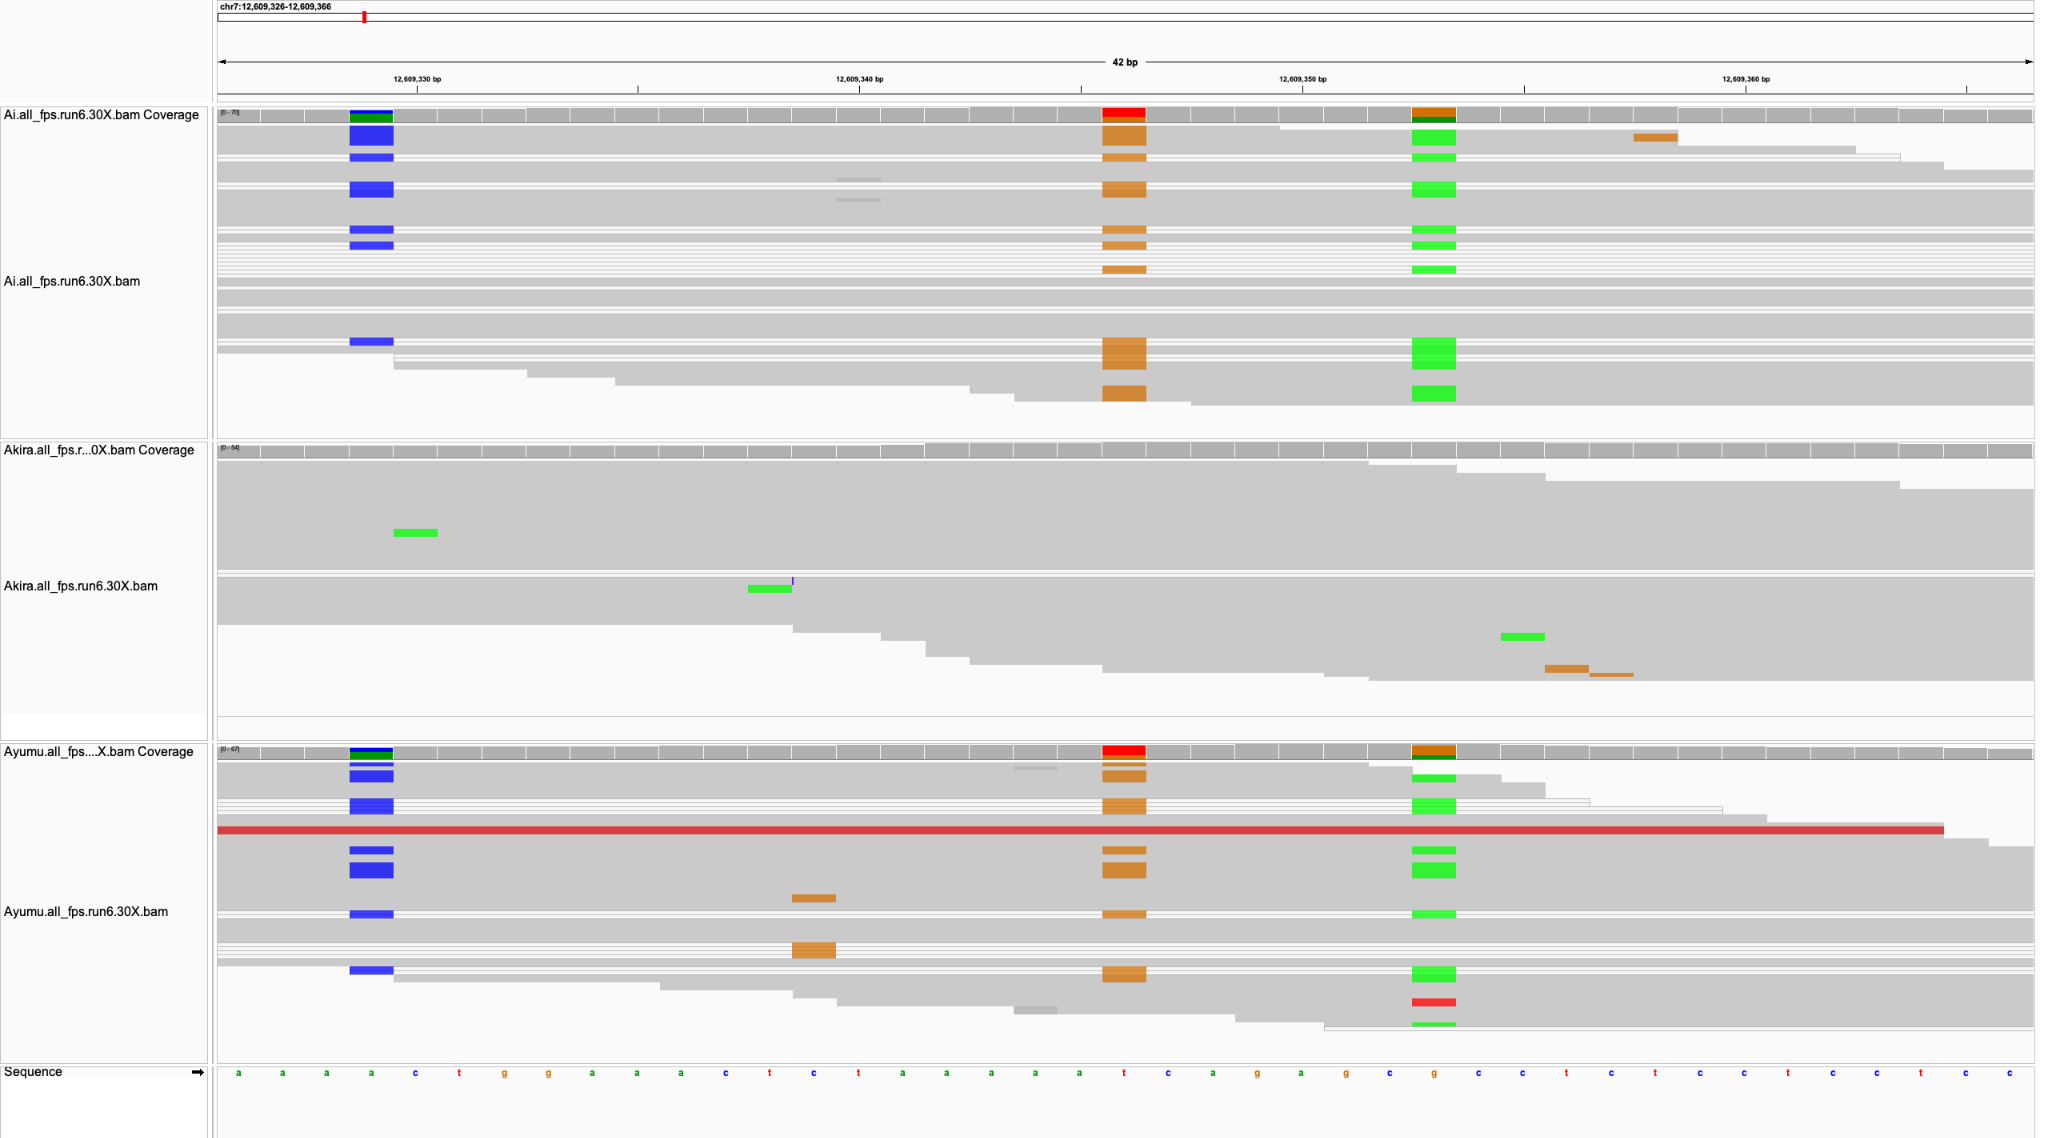 chr7:12,609,326-12,609,366
42 bp
12,609,330 bp 12,609,340 bp 12,609,350 bp 12,609,360 bp
Ai.all_fps.run6.30X.bam Coverage
[0 - 70]
Ai.all_fps.run6.30X.bam
Akira.all_fps.r...0X.bam Coverage
[0 - 54]
Akira.all_fps.run6.30X.bam
Ayumu.all_fps....X.bam Coverage
[0 - 67]
Ayumu.all_fps.run6.30X.bam
Sequence a a a a c t g g a a a c t c t a a a a a t c a g a g c g c c t c t c c t c c t c c